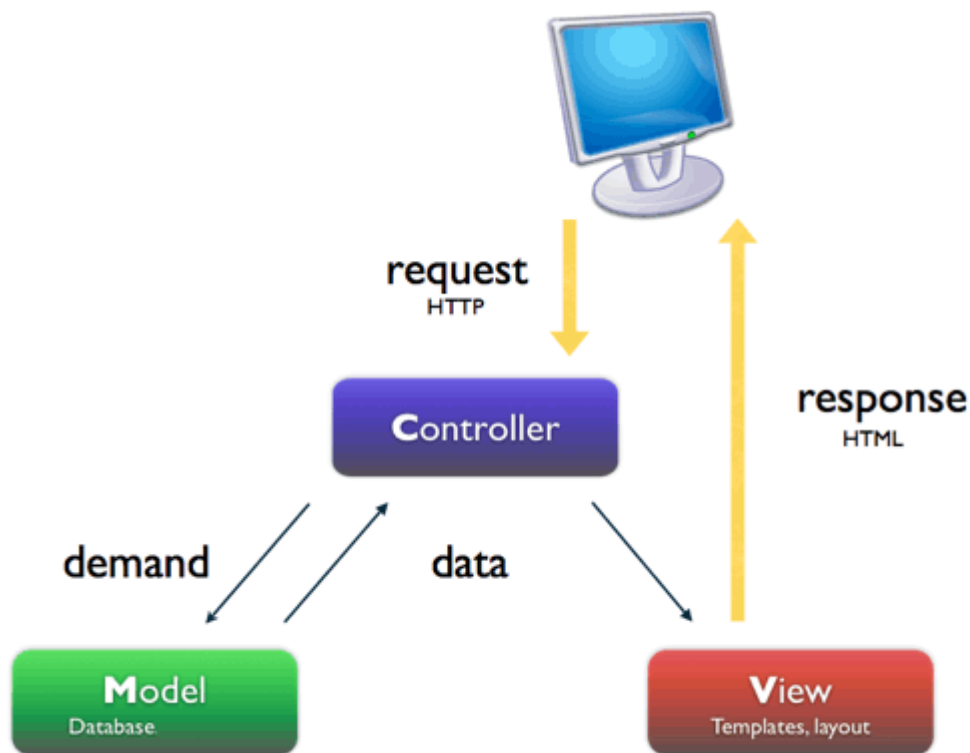 request
HTTP
Controller
response
HTML
demand
data
Model
Database
View
Templates, layout